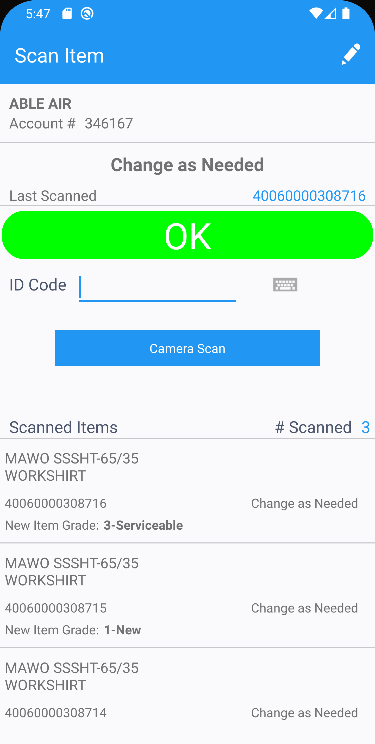 5:47
Scan Item
ABLE AIR
Account # 346167
Change as Needed
Last Scanned 40060000308716
OK
ID Code
Camera Scan
Scanned Items # Scanned 3
MAWO SSSHT-65/35
WORKSHIRT
40060000308716 Change as Needed
New Item Grade: 3-Serviceable
MAWO SSSHT-65/35
WORKSHIRT
40060000308715 Change as Needed
New Item Grade: 1-New
MAWO SSSHT-65/35
WORKSHIRT
40060000308714 Change as Needed